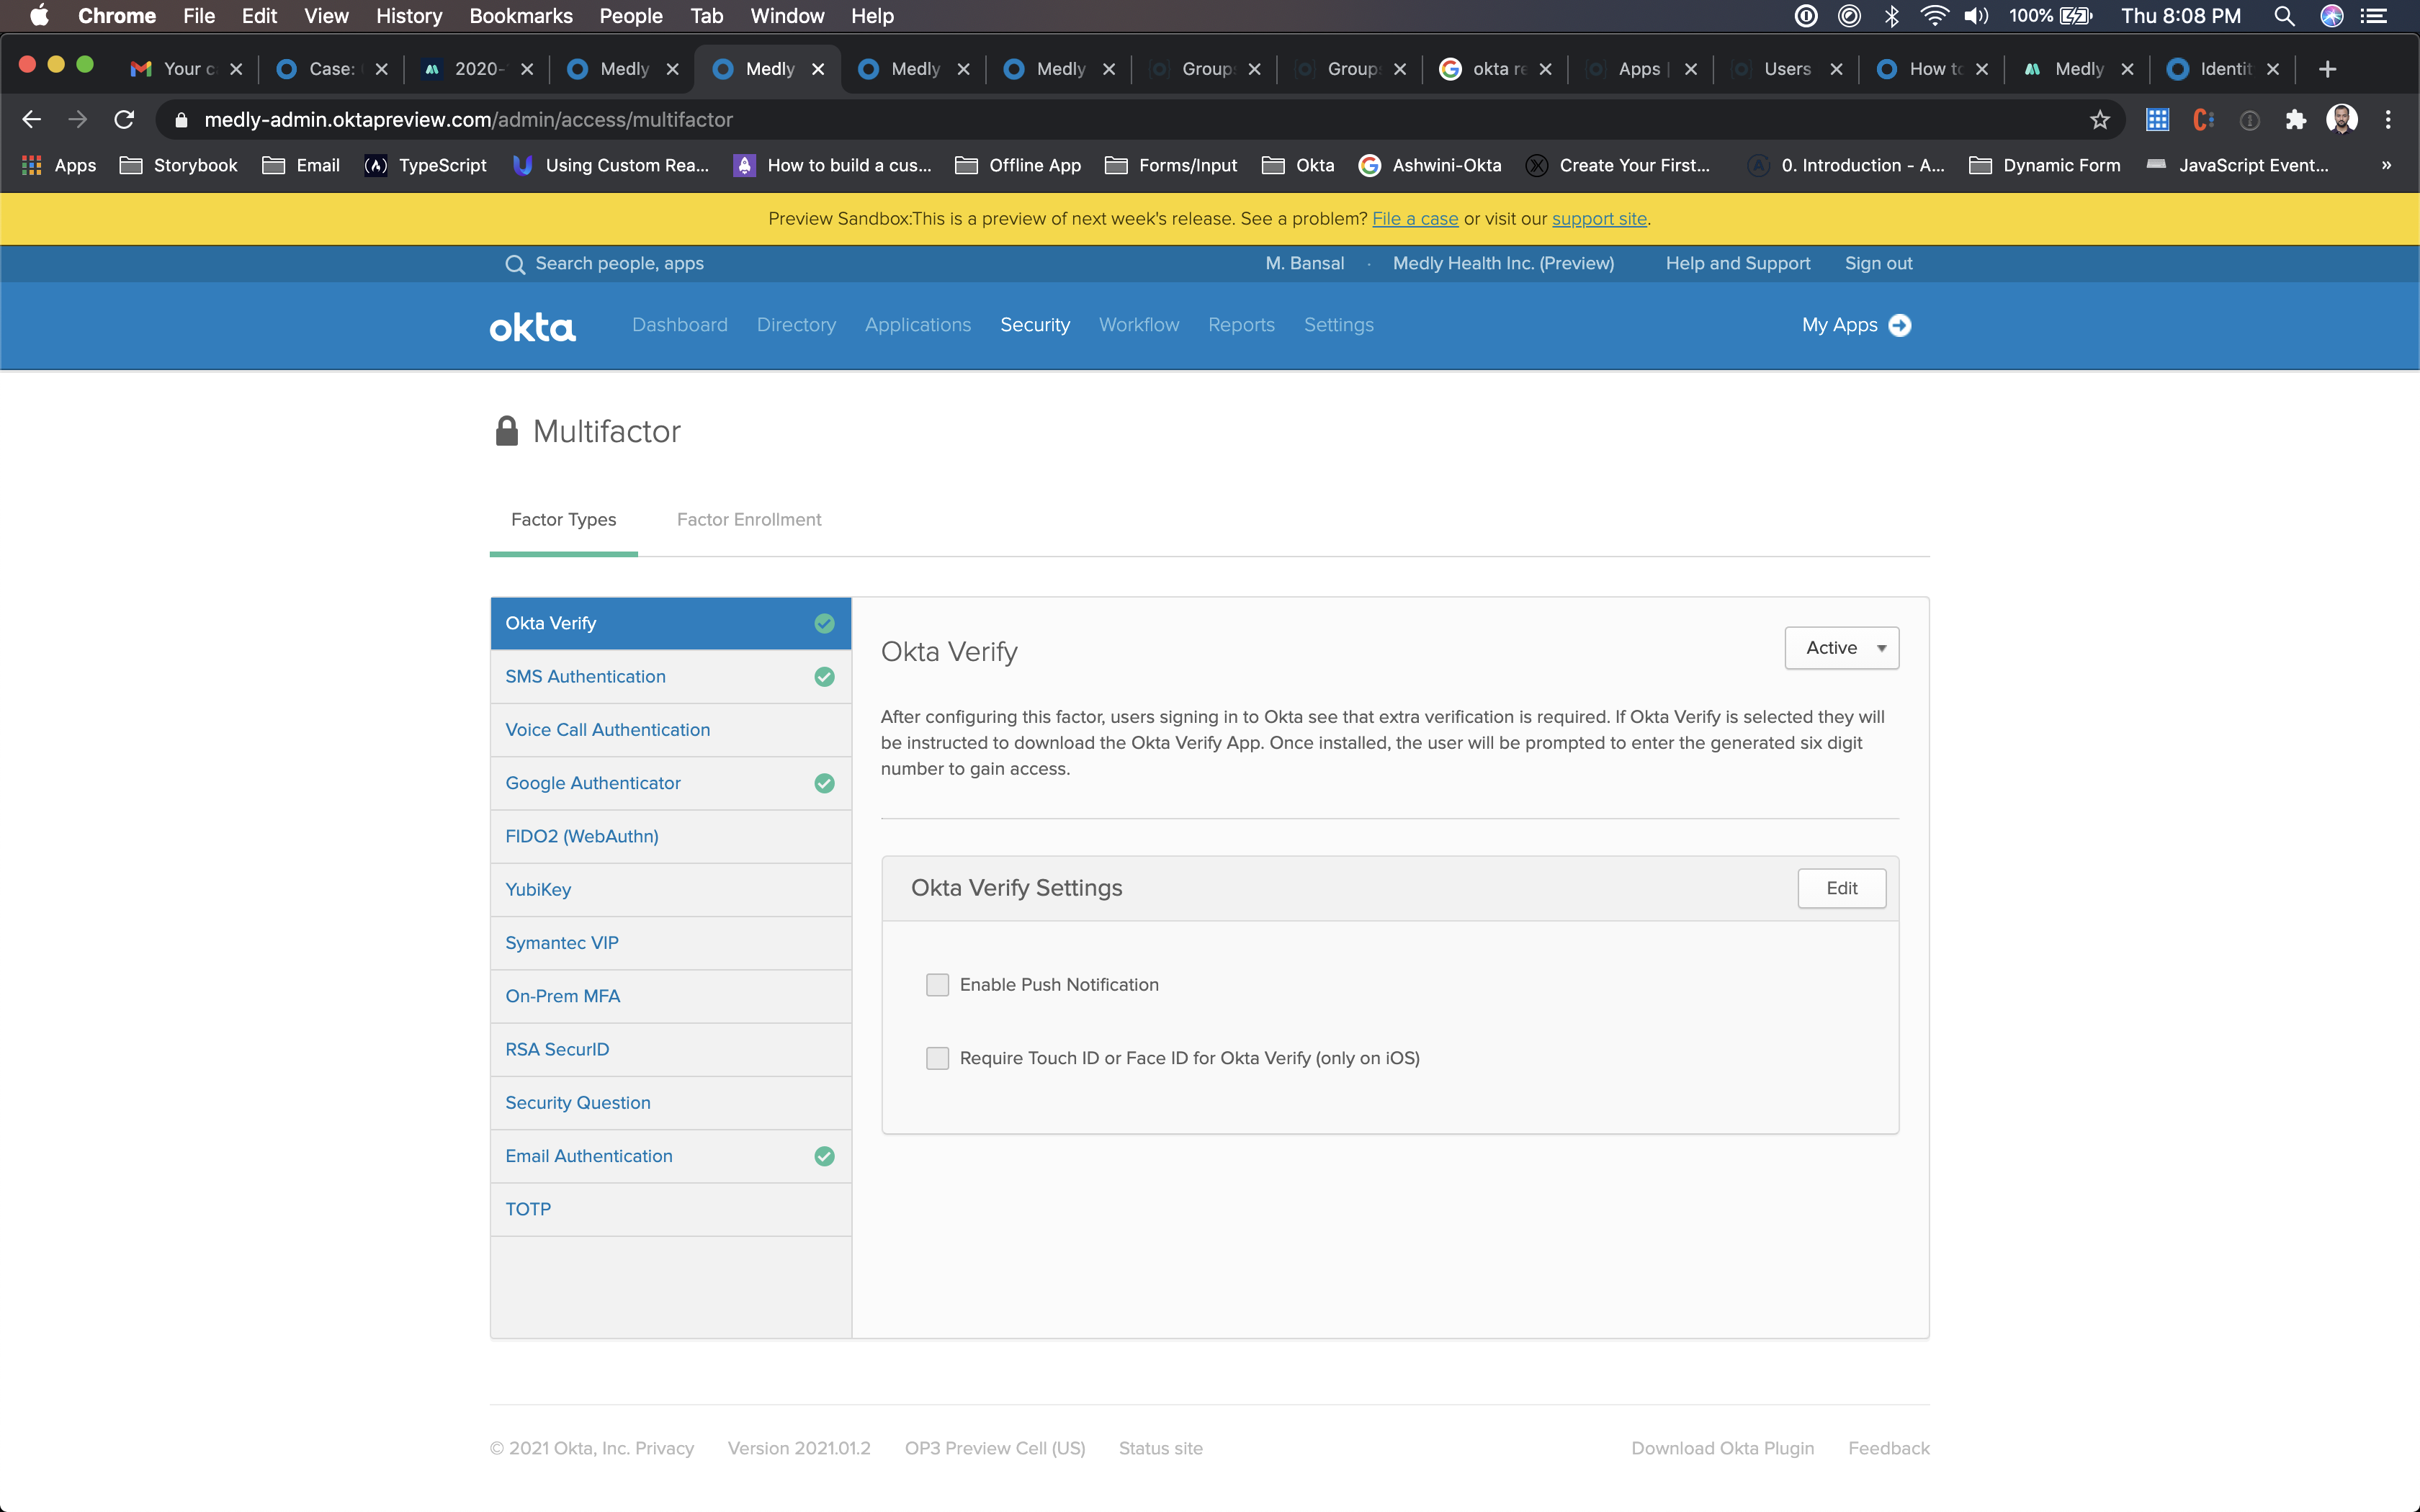 Chrome File Edit View History Bookmarks People Tab Window Help 100% Thu 8:08 PM
Your c Case: 2020- Medly Medly Medly Medly Group Group okta re Apps Users How to Medly Identit
medly-admin.oktapreview.com/admin/access/multifactor
Apps Storybook Email TypeScript Using Custom Rea... How to build a cus... Offline App Forms/Input Okta Ashwini-Okta Create Your First... 0. Introduction - A... Dynamic Form JavaScript Event... »
Preview Sandbox:This is a preview of next week's release. See a problem? File a case or visit our support site.
Search people, apps M. Bansal · Medly Health Inc. (Preview) Help and Support Sign out
okta Dashboard Directory Applications Security Workflow Reports Settings My Apps
Multifactor
Factor Types Factor Enrollment
Okta Verify
SMS Authentication
Voice Call Authentication
Google Authenticator
FIDO2 (WebAuthn)
YubiKey
Symantec VIP
On-Prem MFA
RSA SecurID
Security Question
Email Authentication
TOTP
Okta Verify Active
After configuring this factor, users signing in to Okta see that extra verification is required. If Okta Verify is selected they will
be instructed to download the Okta Verify App. Once installed, the user will be prompted to enter the generated six digit
number to gain access.
Okta Verify Settings Edit
Enable Push Notification
Require Touch ID or Face ID for Okta Verify (only on iOS)
© 2021 Okta, Inc. Privacy Version 2021.01.2 OP3 Preview Cell (US) Status site Download Okta Plugin Feedback